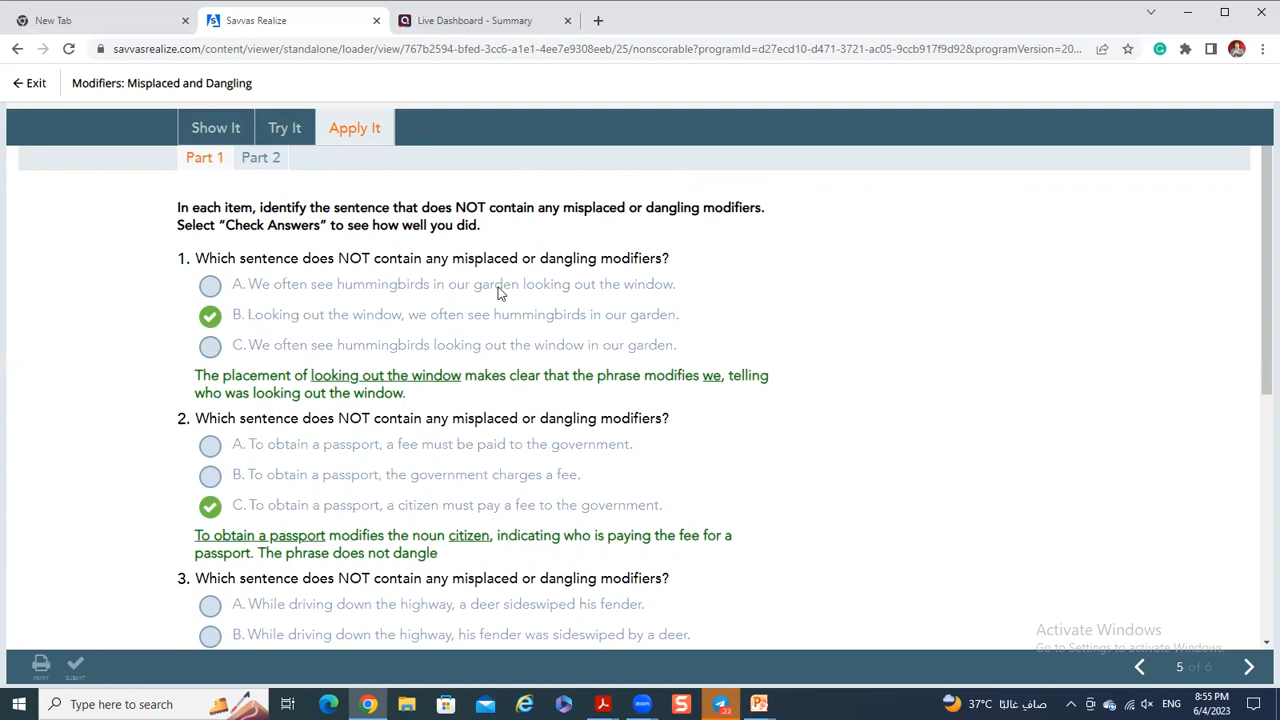 New Tab
Savvas Realize
Live Dashboard - Summary
savvasrealize.com/content/viewer/standalone/loader/view/767b2594-bfed-3cc6-a1e1-4ee7e9308eeb/25/nonscorable?programId=d27ecd10-d471-3721-ac05-9ccb917f9d92&programVersion=20...
Exit
Modifiers: Misplaced and Dangling
Show It
Try It
Apply It
Part 1
Part 2
In each item, identify the sentence that does NOT contain any misplaced or dangling modifiers.
Select “Check Answers” to see how well you did.
1. Which sentence does NOT contain any misplaced or dangling modifiers?
A. We often see hummingbirds in our garden looking out the window.
B. Looking out the window, we often see hummingbirds in our garden.
C. We often see hummingbirds looking out the window in our garden.
The placement of looking out the window makes clear that the phrase modifies we, telling
who was looking out the window.
2. Which sentence does NOT contain any misplaced or dangling modifiers?
A. To obtain a passport, a fee must be paid to the government.
B. To obtain a passport, the government charges a fee.
C. To obtain a passport, a citizen must pay a fee to the government.
To obtain a passport modifies the noun citizen, indicating who is paying the fee for a
passport. The phrase does not dangle
3. Which sentence does NOT contain any misplaced or dangling modifiers?
A. While driving down the highway, a deer sideswiped his fender.
B. While driving down the highway, his fender was sideswiped by a deer.
Activate Windows
Go to Settings to activate Windows.
PRINT
SUBMIT
5 of 6
Type here to search
zoom
22
37°C صافٍ غالبًا
ENG
8:55 PM
6/4/2023